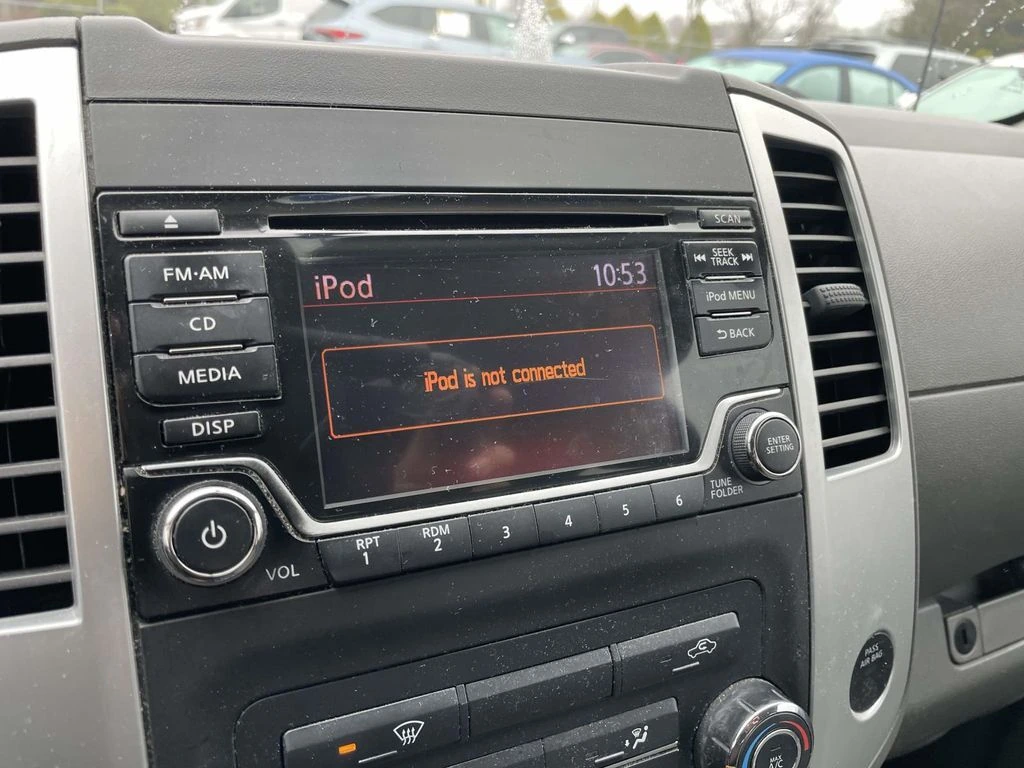 SCAN
FM·AM
CD
MEDIA
DISP
iPod 10:53
iPod is not connected
SEEK
TRACK
iPod MENU
BACK
ENTER
SETTING
TUNE
FOLDER
VOL
RPT
1
RDM
2
3
4
5
6
PASS
AIR BAG
MAX
A/C